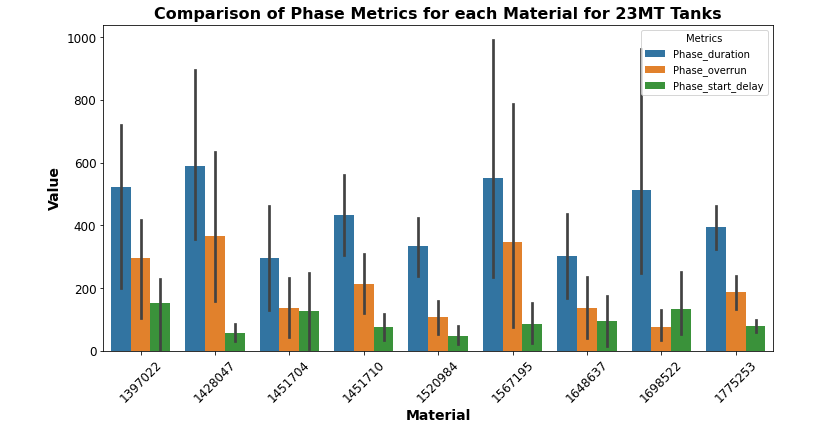 Comparison of Phase Metrics for each Material for 23MT Tanks
Metrics
Phase_duration
Phase_overrun
Phase_start_delay
Value
1000
800
600
400
200
0
1397022
1428047
1451704
1451710
1520984
1567195
1648637
1698522
1775253
Material